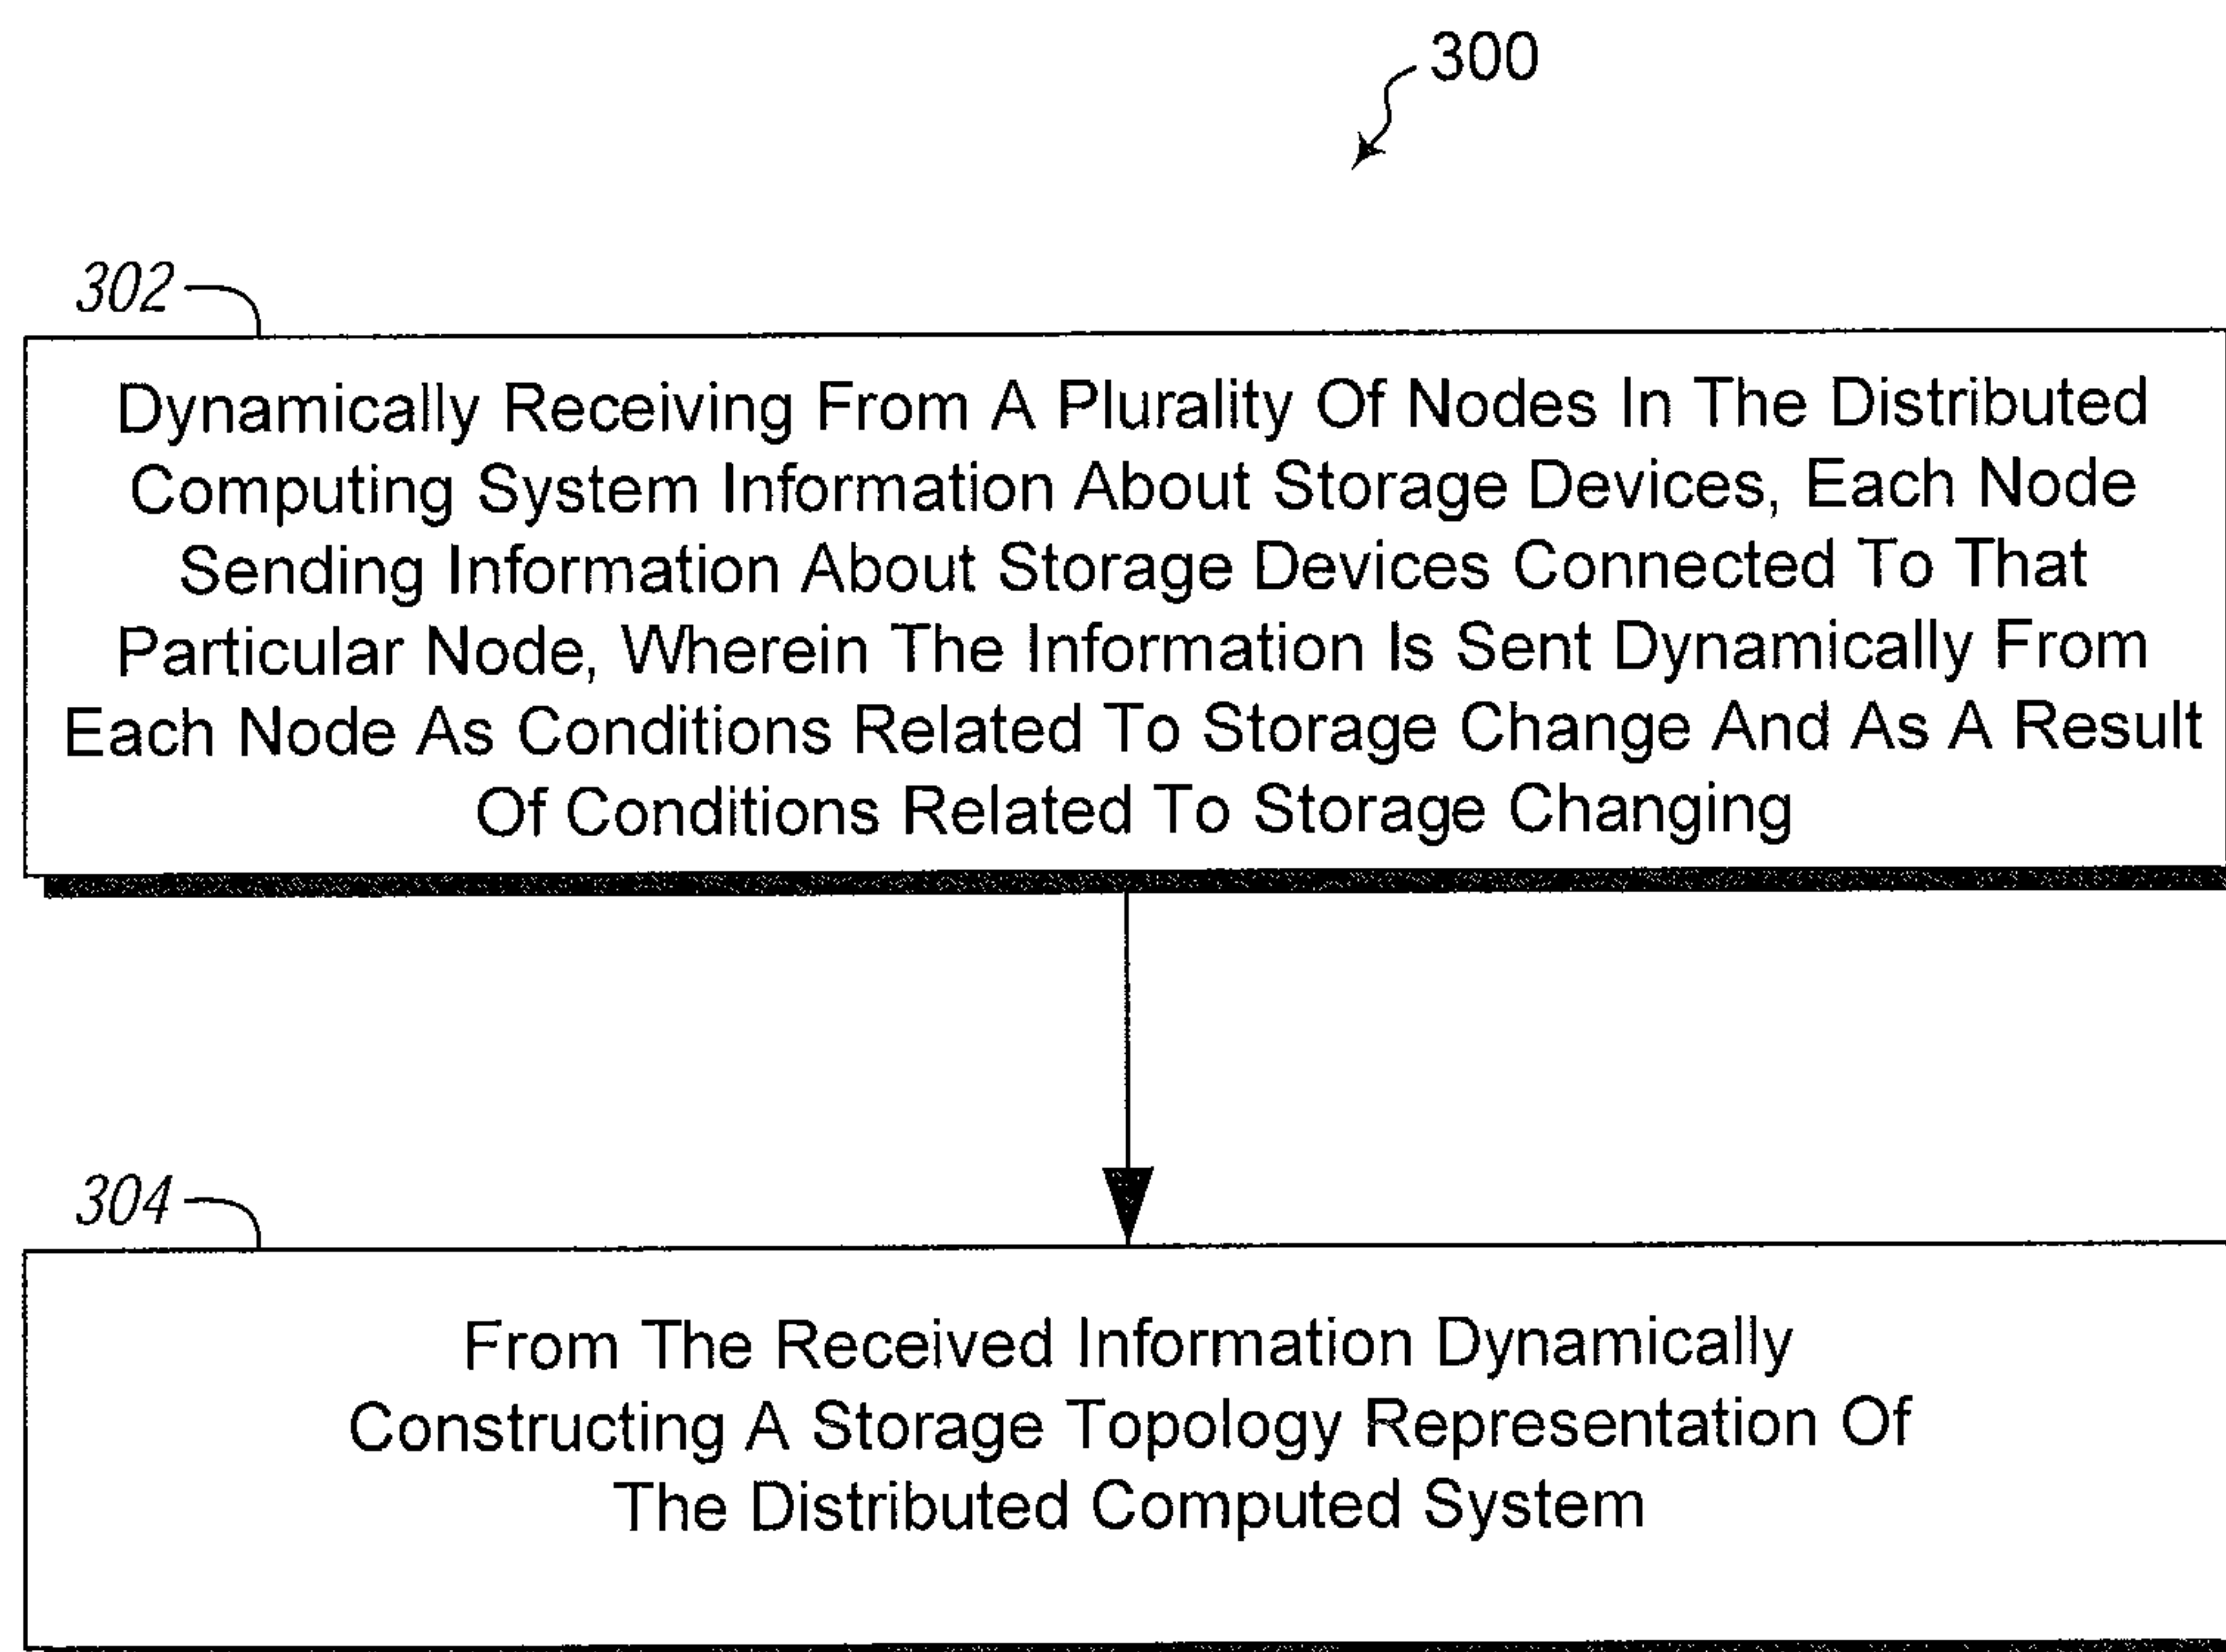 300
302
Dynamically Receiving From A Plurality Of Nodes In The Distributed
Computing System Information About Storage Devices, Each Node
Sending Information About Storage Devices Connected To That
Particular Node, Wherein The Information Is Sent Dynamically From
Each Node As Conditions Related To Storage Change And As A Result
Of Conditions Related To Storage Changing
304
From The Received Information Dynamically
Constructing A Storage Topology Representation Of
The Distributed Computed System